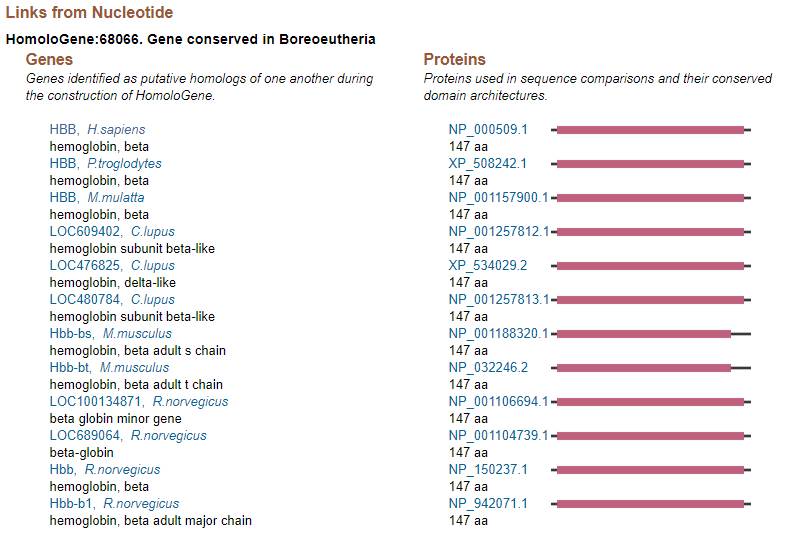 Links from Nucleotide
HomoloGene:68066. Gene conserved in Boreoeutheria
Genes
Genes identified as putative homologs of one another during
the construction of HomoloGene.
Proteins
Proteins used in sequence comparisons and their conserved
domain architectures.
HBB, H.sapiens
hemoglobin, beta
HBB, P.troglodytes
hemoglobin, beta
HBB, M.mulatta
hemoglobin, beta
LOC609402, C.lupus
hemoglobin subunit beta-like
LOC476825, C.lupus
hemoglobin, delta-like
LOC480784, C.lupus
hemoglobin subunit beta-like
Hbb-bs, M.musculus
hemoglobin, beta adult s chain
Hbb-bt, M.musculus
hemoglobin, beta adult t chain
LOC100134871, R.norvegicus
beta globin minor gene
LOC689064, R.norvegicus
beta-globin
Hbb, R.norvegicus
hemoglobin, beta
Hbb-b1, R.norvegicus
hemoglobin, beta adult major chain
NP_000509.1
147 aa
XP_508242.1
147 aa
NP_001157900.1
147 aa
NP_001257812.1
147 aa
XP_534029.2
147 aa
NP_001257813.1
147 aa
NP_001188320.1
147 aa
NP_032246.2
147 aa
NP_001106694.1
147 aa
NP_001104739.1
147 aa
NP_150237.1
147 aa
NP_942071.1
147 aa